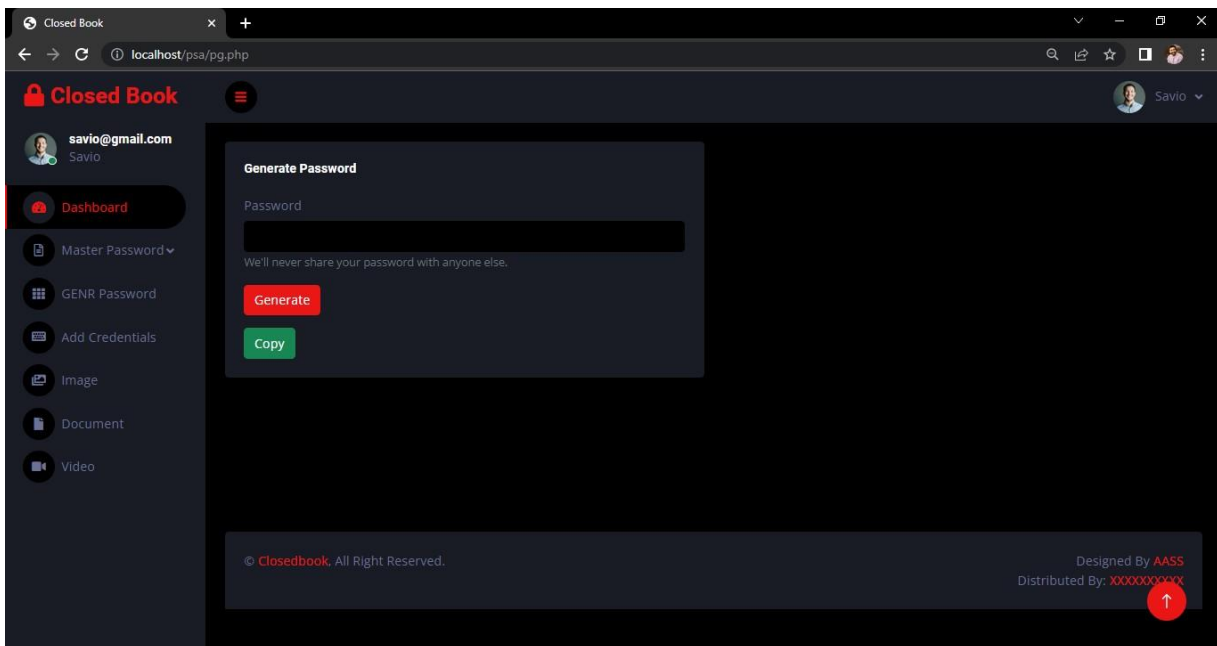 Closed Book
localhost/psa/pg.php
Closed Book
Savio
savio@gmail.com
Savio
Dashboard
Master Password
GENR Password
Add Credentials
Image
Document
Video
Generate Password
Password
We'll never share your password with anyone else.
Generate
Copy
© Closedbook, All Right Reserved.
Designed By AASS
Distributed By: XXXXXXXXXX